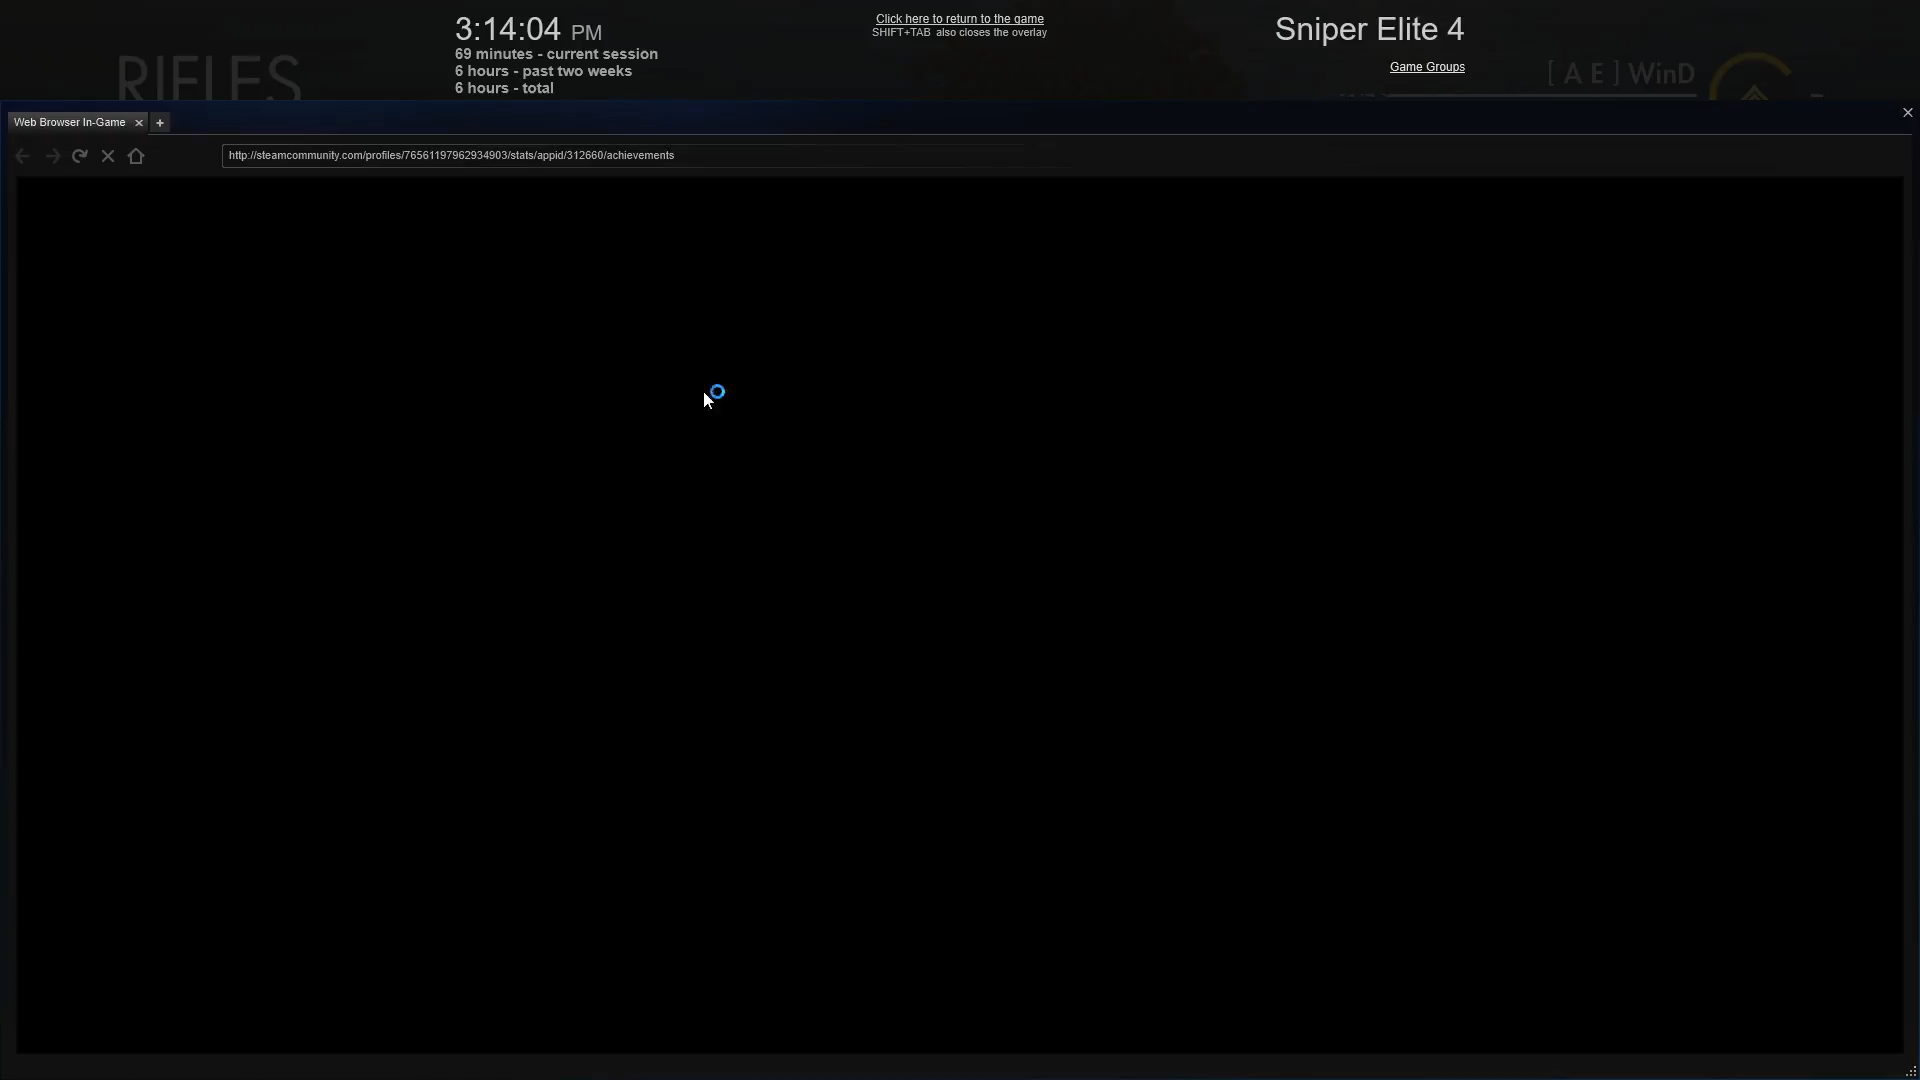 3:14:04 PM
69 minutes - current session
6 hours - past two weeks
6 hours - total
Click here to return to the game
SHIFT+TAB also closes the overlay
Sniper Elite 4
Game Groups
RIFLES
[ A E ] WinD
Web Browser In-Game
http://steamcommunity.com/profiles/76561197962934903/stats/appid/312660/achievements